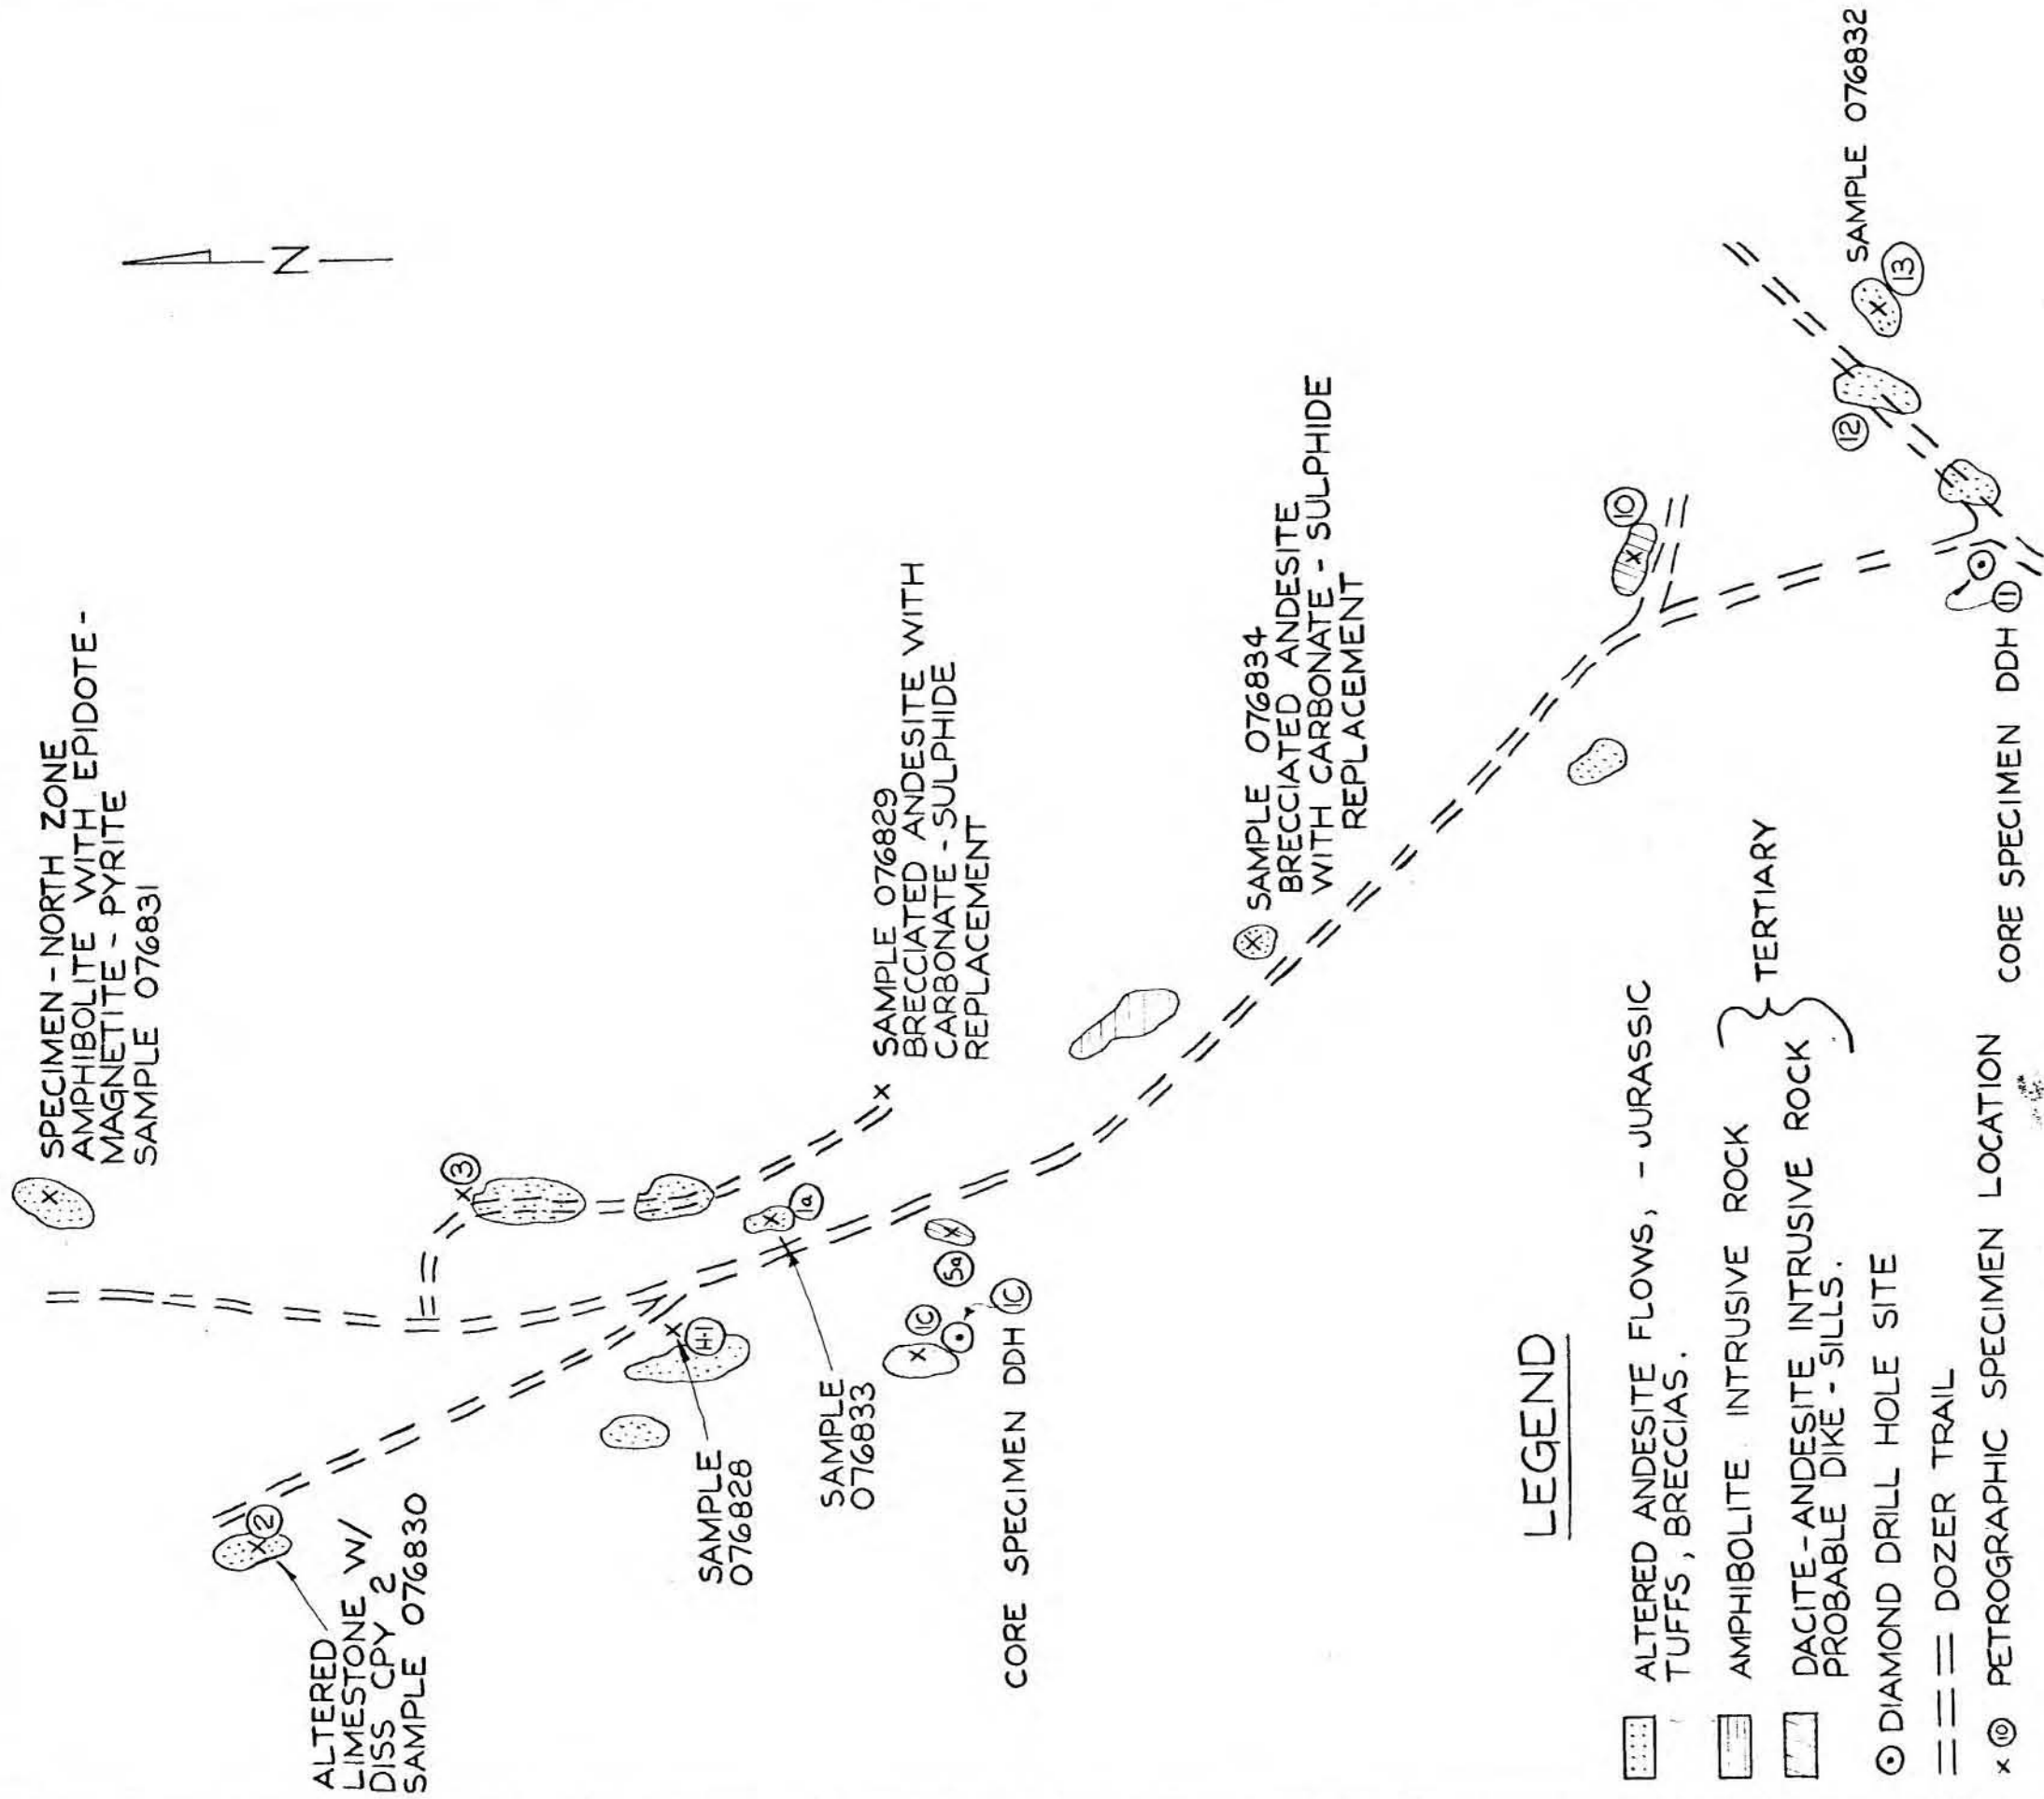 SPECIMEN - NORTH ZONE
AMPHIBOLITE WITH EPIDOTE -
MAGNETITE - PYRITE
SAMPLE 076831
N
ALTERED
LIMESTONE W/
DISS CPY 2
SAMPLE 076830
2
3
SAMPLE
076828
H-1
SAMPLE
076833
1a
SAMPLE 076829
BRECCIATED ANDESITE WITH
CARBONATE - SULPHIDE
REPLACEMENT
1C
5a
CORE SPECIMEN DDH 1C
SAMPLE 076834
BRECCIATED ANDESITE
WITH CARBONATE - SULPHIDE
REPLACEMENT
10
12
13
SAMPLE 076832
CORE SPECIMEN DDH 11
LEGEND
ALTERED ANDESITE FLOWS, - JURASSIC
TUFFS, BRECCIAS.
AMPHIBOLITE INTRUSIVE ROCK
DACITE-ANDESITE INTRUSIVE ROCK
PROBABLE DIKE - SILLS.
TERTIARY
DIAMOND DRILL HOLE SITE
DOZER TRAIL
x 10 PETROGRAPHIC SPECIMEN LOCATION